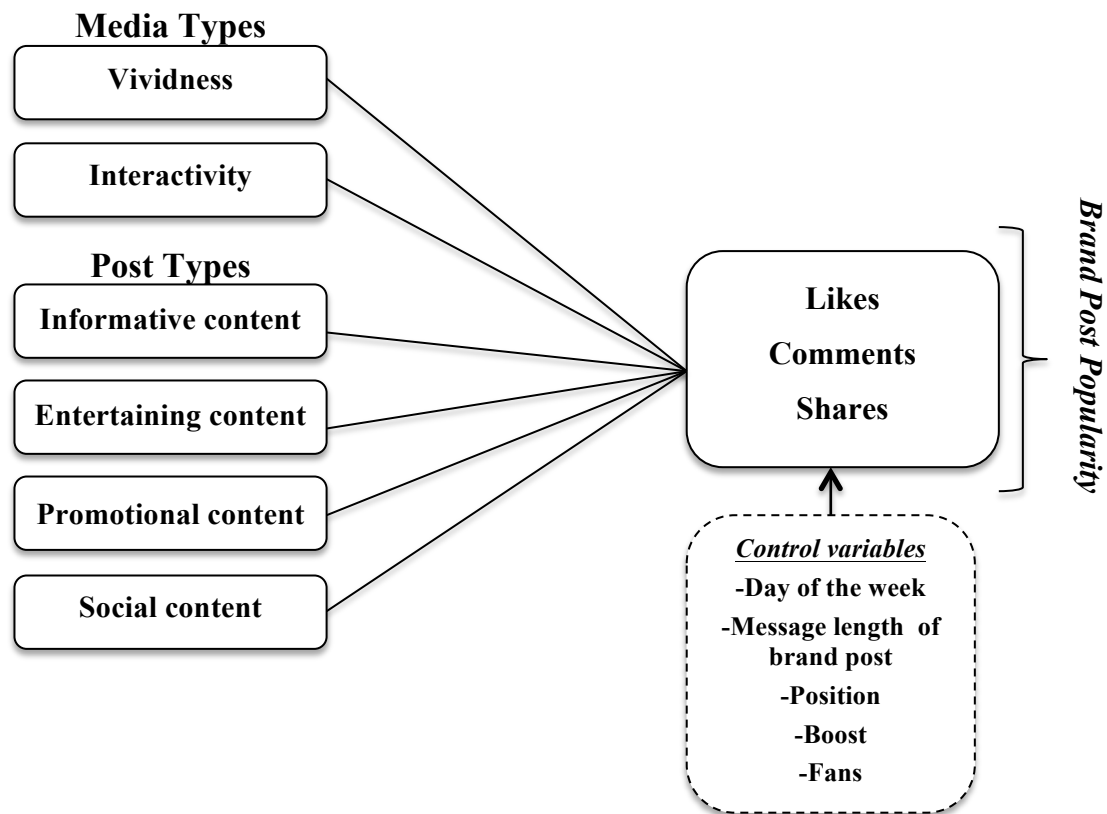 Media Types
Vividness
Interactivity
Post Types
Informative content
Entertaining content
Promotional content
Social content
Likes
Comments
Shares
Brand Post Popularity
Control variables
-Day of the week
-Message length of
brand post
-Position
-Boost
-Fans